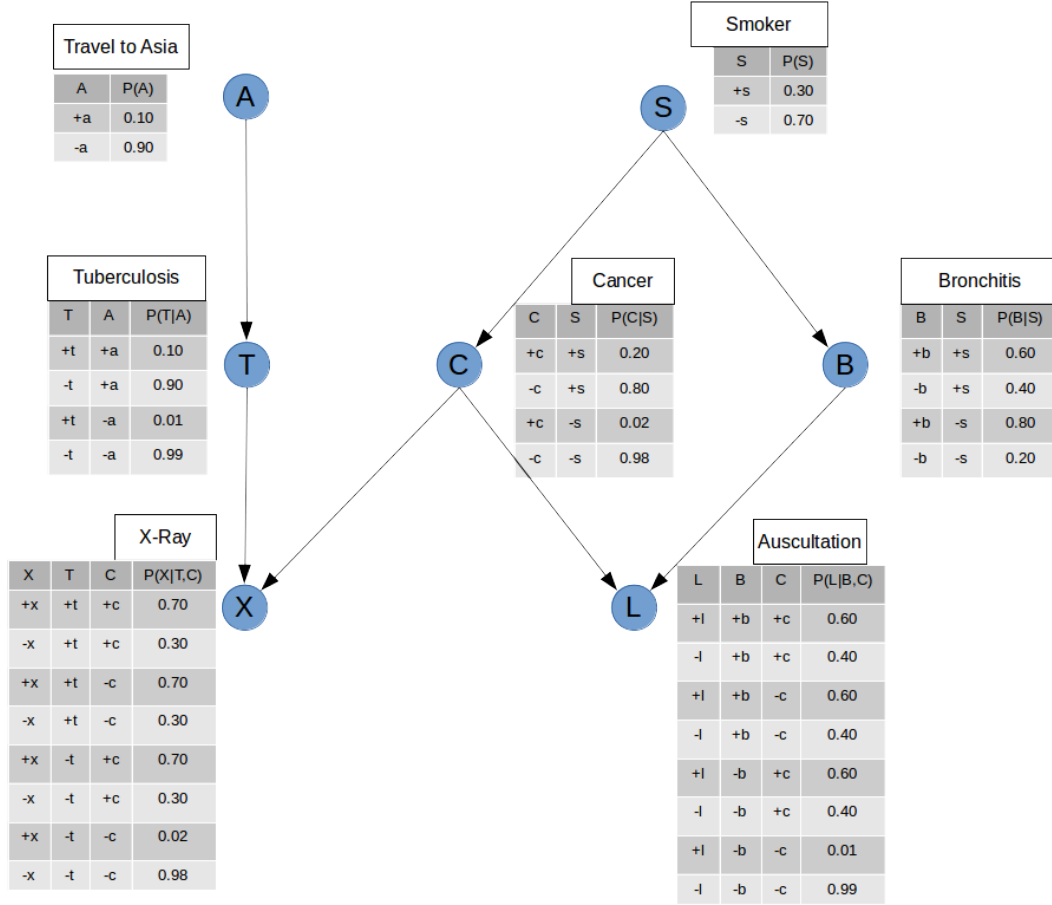 Travel to Asia
A P(A)
+a 0.10
-a 0.90
A
Smoker
S P(S)
+s 0.30
-s 0.70
S
Tuberculosis
T A P(T|A)
+t +a 0.10
-t +a 0.90
+t -a 0.01
-t -a 0.99
T
C
Cancer
C S P(C|S)
+c +s 0.20
-c +s 0.80
+c -s 0.02
-c -s 0.98
B
Bronchitis
B S P(B|S)
+b +s 0.60
-b +s 0.40
+b -s 0.80
-b -s 0.20
X-Ray
X T C P(X|T,C)
+x +t +c 0.70
-x +t +c 0.30
+x +t -c 0.70
-x +t -c 0.30
+x -t +c 0.70
-x -t +c 0.30
+x -t -c 0.02
-x -t -c 0.98
X
L
Auscultation
L B C P(L|B,C)
+l +b +c 0.60
-l +b +c 0.40
+l +b -c 0.60
-l +b -c 0.40
+l -b +c 0.60
-l -b +c 0.40
+l -b -c 0.01
-l -b -c 0.99